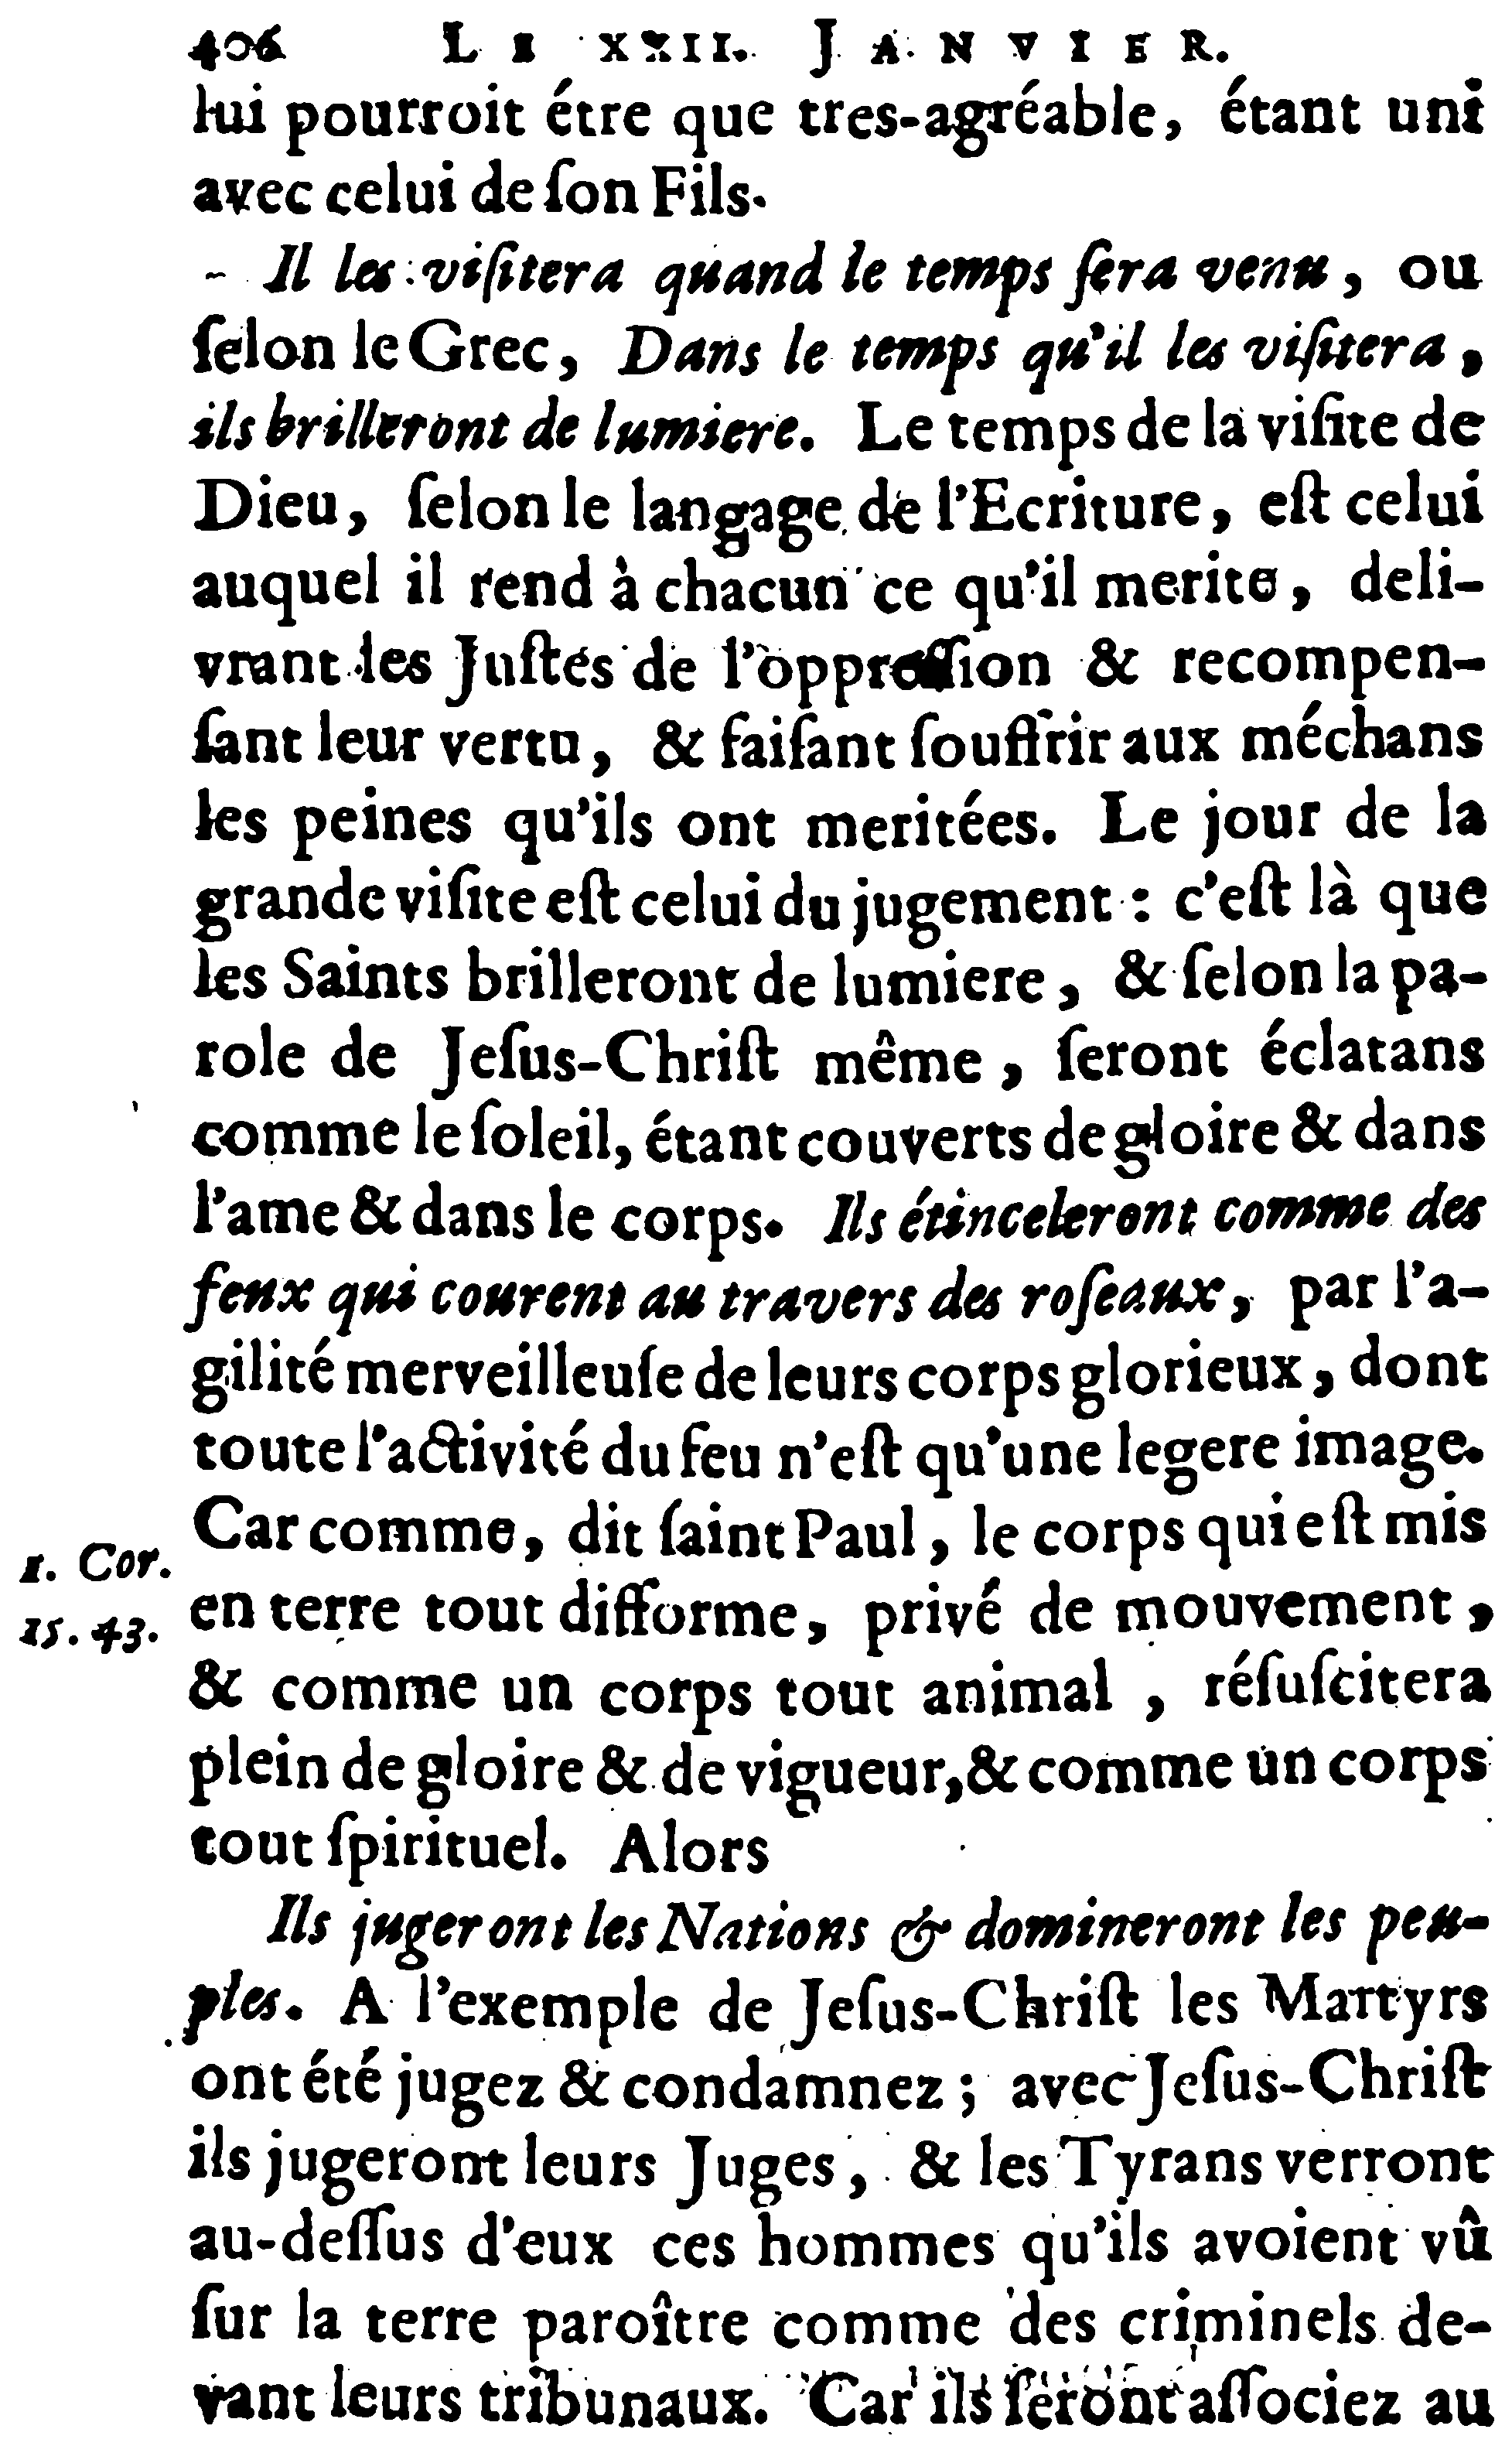 406 LE XXII. JANVIER.
lui pourroit étre que tres-agréable, étant uni
avec celui de ſon Fils.
Il les viſitera quand le temps ſera venu, ou
ſelon le Grec, Dans le temps qu'il les viſitera,
ils brilleront de lumiere. Le temps de la viſite de
Dieu, ſelon le langage de l'Ecriture, eſt celui
auquel il rend à chacun ce qu'il merite, deli-
vrant les Juſtes de l'oppreſſion & recompen-
ſant leur vertu, & faiſant ſouffrir aux méchans
les peines qu'ils ont meritées. Le jour de la
grande viſite eſt celui du jugement : c'eſt là que
les Saints brilleront de lumiere, & ſelon la pa-
role de Jeſus-Chriſt même, ſeront éclatans
comme le ſoleil, étant couverts de gloire & dans
l'ame & dans le corps. Ils étinceleront comme des
feux qui courent au travers des roſeaux, par l'a-
gilité merveilleuſe de leurs corps glorieux, dont
toute l'activité du feu n'eſt qu'une legere image.
Car comme, dit ſaint Paul, le corps qui eſt mis
1. Cor.
15. 43.
en terre tout difforme, privé de mouvement,
& comme un corps tout animal, réſuſcitera
plein de gloire & de vigueur, & comme un corps
tout ſpirituel. Alors
Ils jugeront les Nations & domineront les peu-
ples. A l'exemple de Jeſus-Chriſt les Martyrs
ont été jugez & condamnez ; avec Jeſus-Chriſt
ils jugeront leurs Juges, & les Tyrans verront
au-deſſus d'eux ces hommes qu'ils avoient vû
ſur la terre paroître comme des criminels de-
vant leurs tribunaux. Car ils ſeront aſſociez au